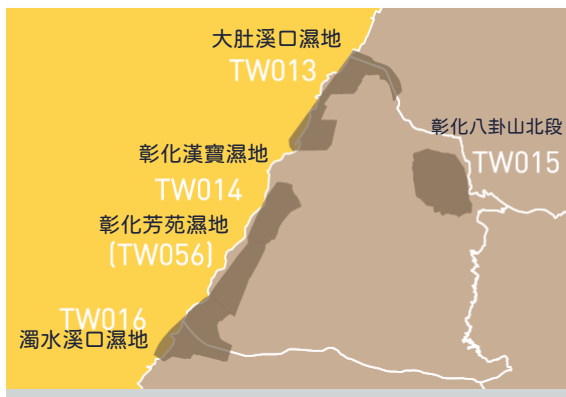 大肚溪口濕地
TW013
彰化八卦山北段
TW015
彰化漢寶濕地
TW014
彰化芳苑濕地
(TW056)
TW016
濁水溪口濕地